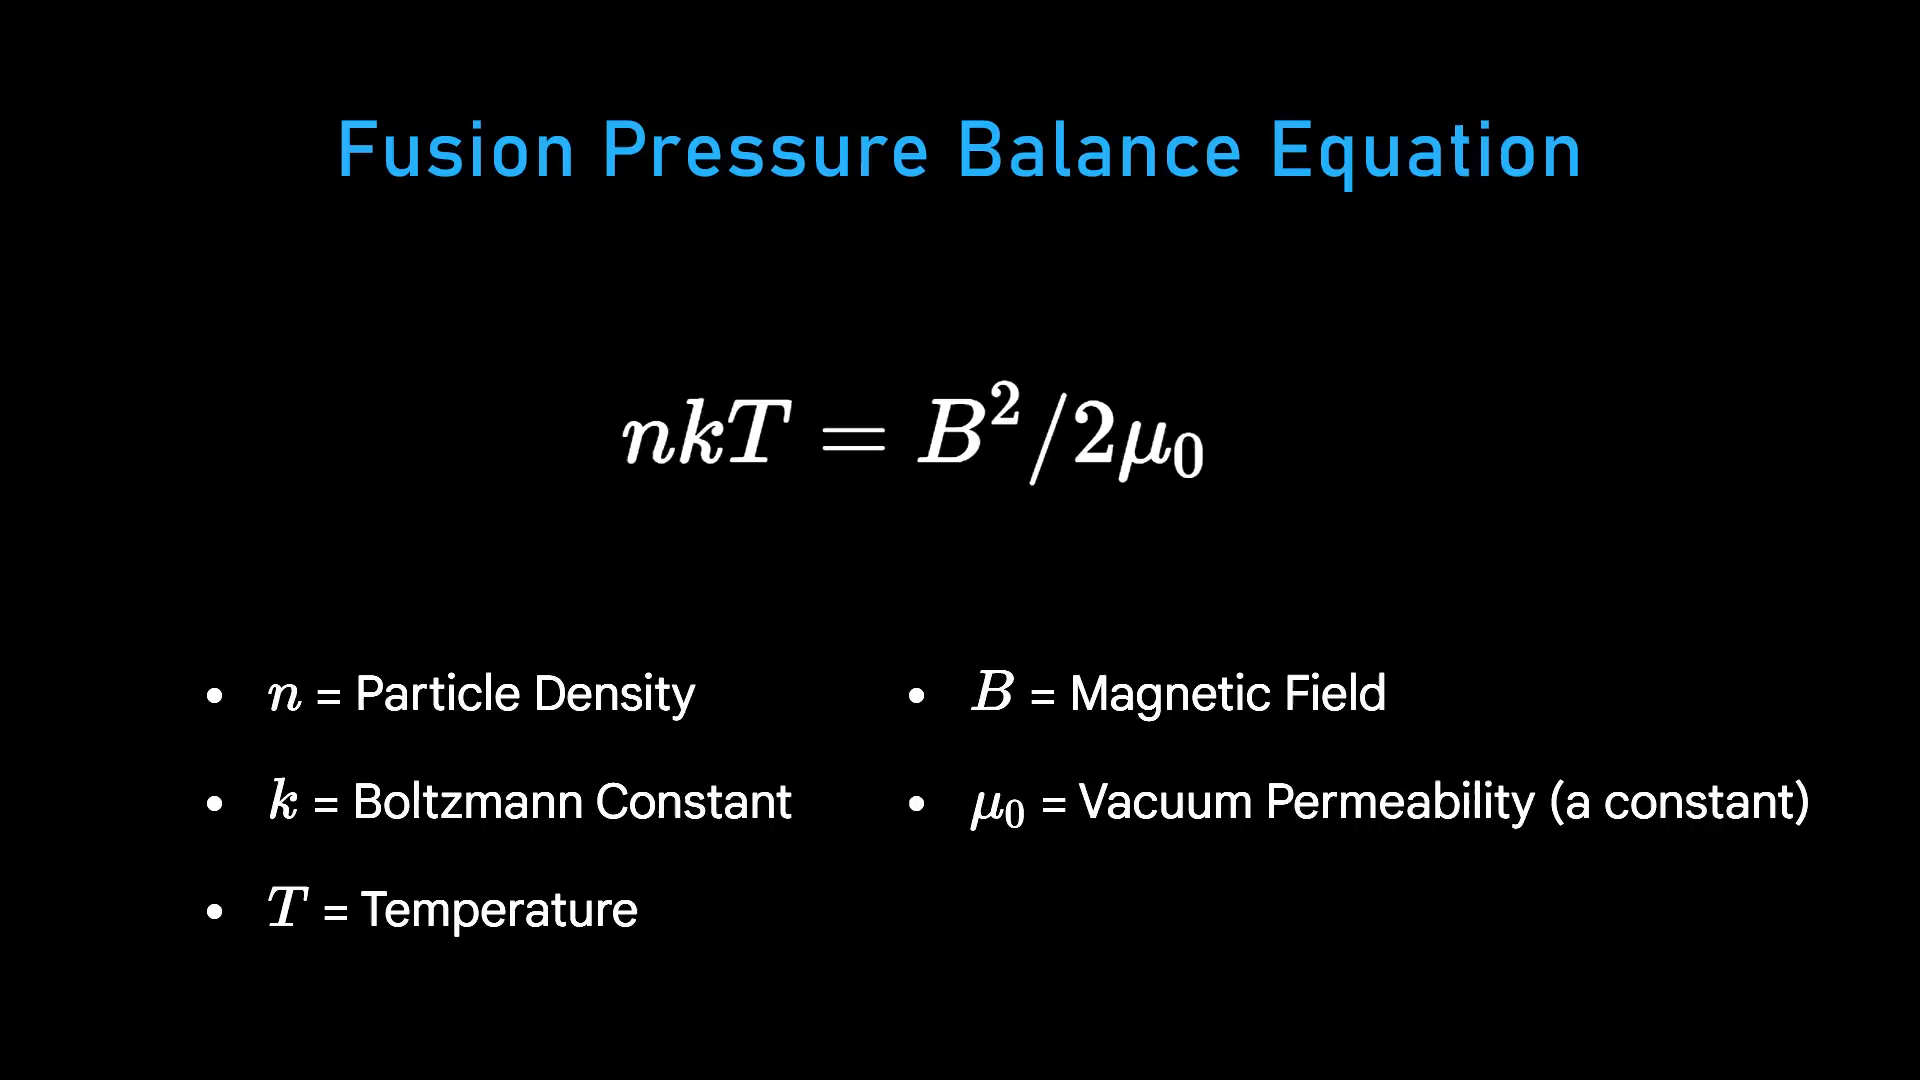 Fusion Pressure Balance Equation
nkT = B²/2μ₀
• n = Particle Density
• k = Boltzmann Constant
• T = Temperature
• B = Magnetic Field
• μ₀ = Vacuum Permeability (a constant)